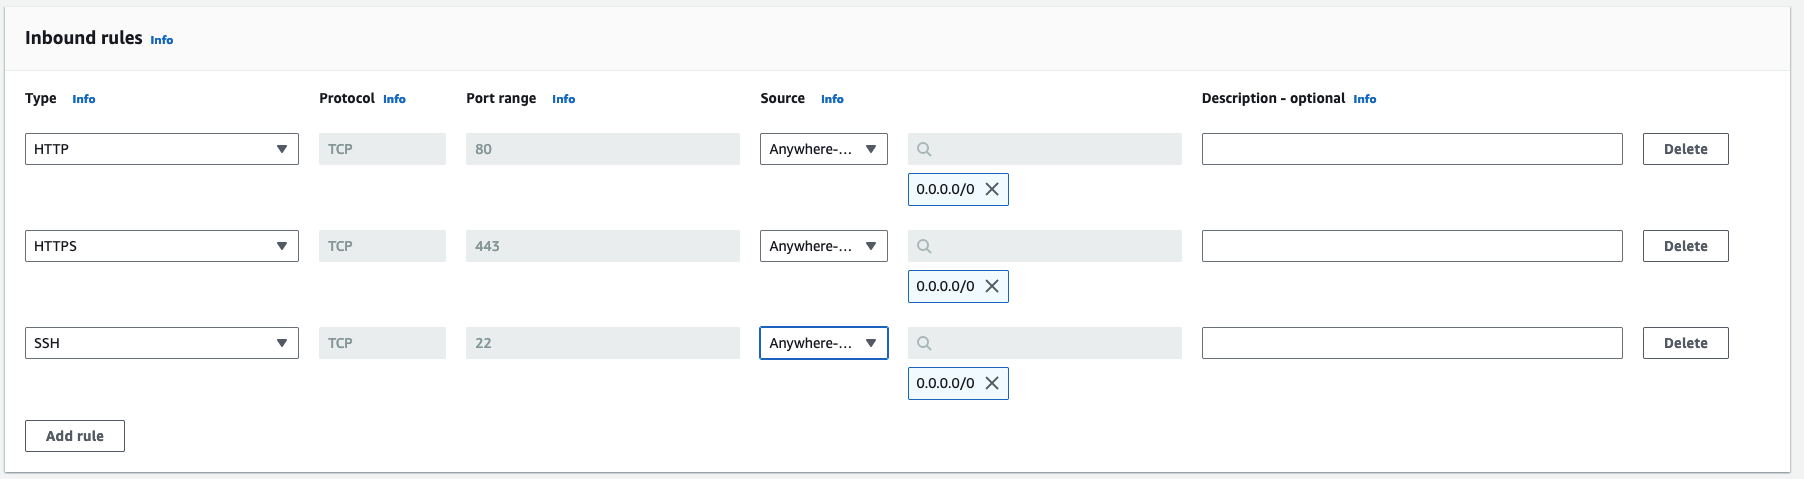 Inbound rules Info
Type Info Protocol Info Port range Info Source Info Description - optional Info
HTTP TCP 80 Anywhere-... Delete
0.0.0.0/0
HTTPS TCP 443 Anywhere-... Delete
0.0.0.0/0
SSH TCP 22 Anywhere-... Delete
0.0.0.0/0
Add rule